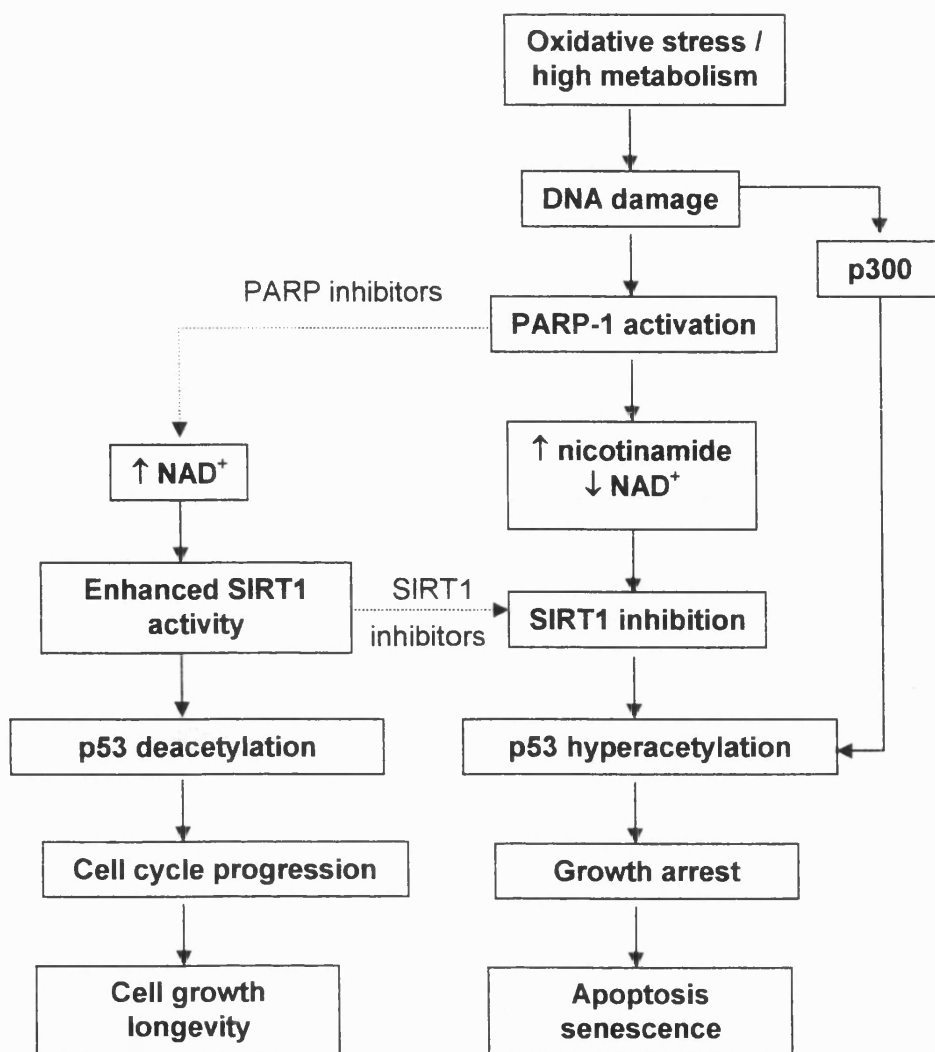 Oxidative stress /
high metabolism
DNA damage
p300
PARP inhibitors
PARP-1 activation
↑ NAD⁺
↑ nicotinamide
↓ NAD⁺
Enhanced SIRT1
activity
SIRT1
inhibitors
SIRT1 inhibition
p53 deacetylation
p53 hyperacetylation
Cell cycle progression
Growth arrest
Cell growth
longevity
Apoptosis
senescence